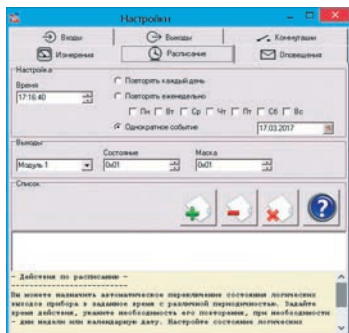 Настройки
Входы
Выходы
Коммутации
Измерения
Расписание
Оповещения
Настройка
Время
17:16:40
Повторять каждый день
Повторять еженедельно
Пн Вт Ср Чт Пт Сб Вс
Однократное событие
17.03.2017
Выходы
Состояние
Маска
Модуль 1
0x01
0x01
Список
- Действия по расписанию -
Вы можете назначить автоматическое переключение состояния логических
выходов прибора в заданное время с различной периодичностью. Задайте
время действия, укажите необходимость его повторения, при необходимости
- дни недели или календарную дату. Настройте состояние логических